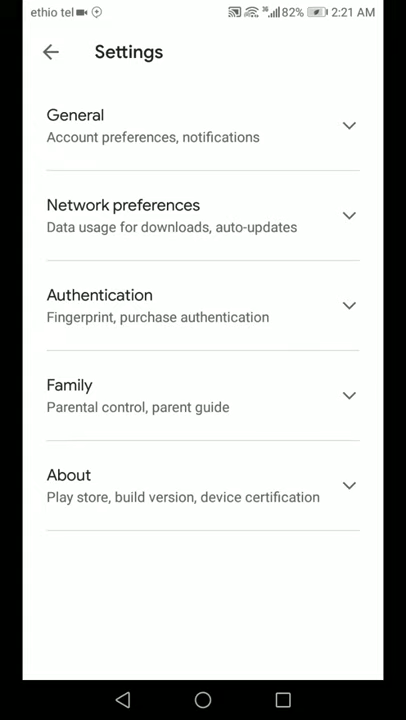 ethio tel 82% 2:21 AM
Settings
General
Account preferences, notifications
Network preferences
Data usage for downloads, auto-updates
Authentication
Fingerprint, purchase authentication
Family
Parental control, parent guide
About
Play store, build version, device certification